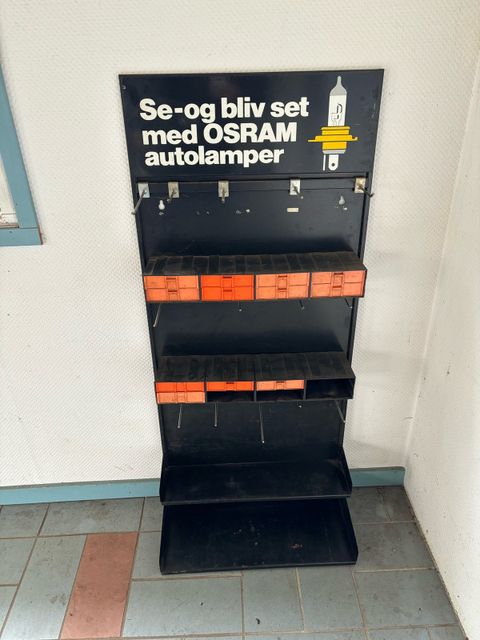 Se-og bliv set
med OSRAM
autolamper